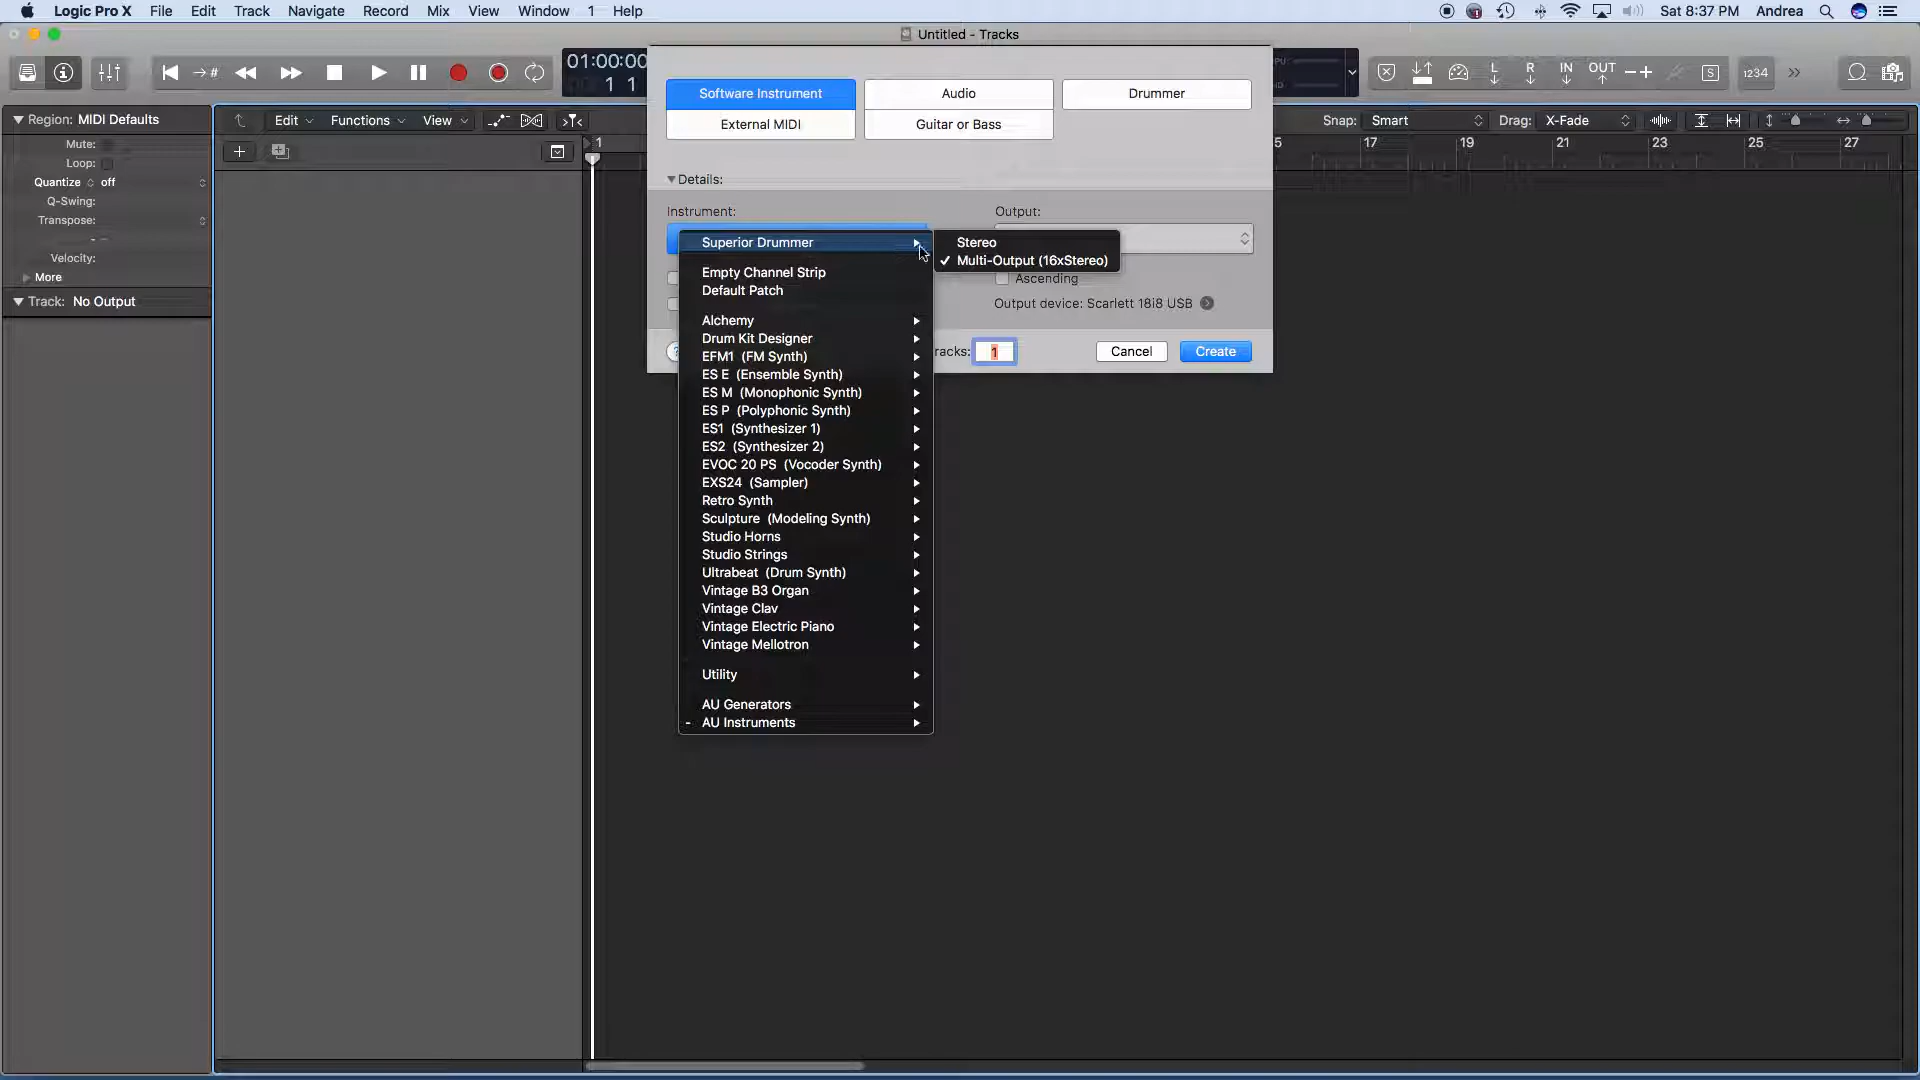 Logic Pro X File Edit Track Navigate Record Mix View Window 1 Help Sat 8:37 PM Andrea
Untitled - Tracks
01:00:00
1 1
L R IN OUT S 1234
Software Instrument Audio Drummer
External MIDI Guitar or Bass
Region: MIDI Defaults
Edit Functions View
Snap: Smart Drag: X-Fade
Mute:
Loop:
Quantize off
Q-Swing:
Transpose:
Velocity:
More
Track: No Output
1 5 17 19 21 23 25 27
Details:
Instrument: Output:
Superior Drummer
Stereo
Multi-Output (16xStereo)
Empty Channel Strip
Default Patch
Ascending
Output device: Scarlett 18i8 USB
Alchemy
Drum Kit Designer
EFM1 (FM Synth)
ES E (Ensemble Synth)
ES M (Monophonic Synth)
ES P (Polyphonic Synth)
ES1 (Synthesizer 1)
ES2 (Synthesizer 2)
EVOC 20 PS (Vocoder Synth)
EXS24 (Sampler)
Retro Synth
Sculpture (Modeling Synth)
Studio Horns
Studio Strings
Ultrabeat (Drum Synth)
Vintage B3 Organ
Vintage Clav
Vintage Electric Piano
Vintage Mellotron
Utility
AU Generators
AU Instruments
racks: 1 Cancel Create